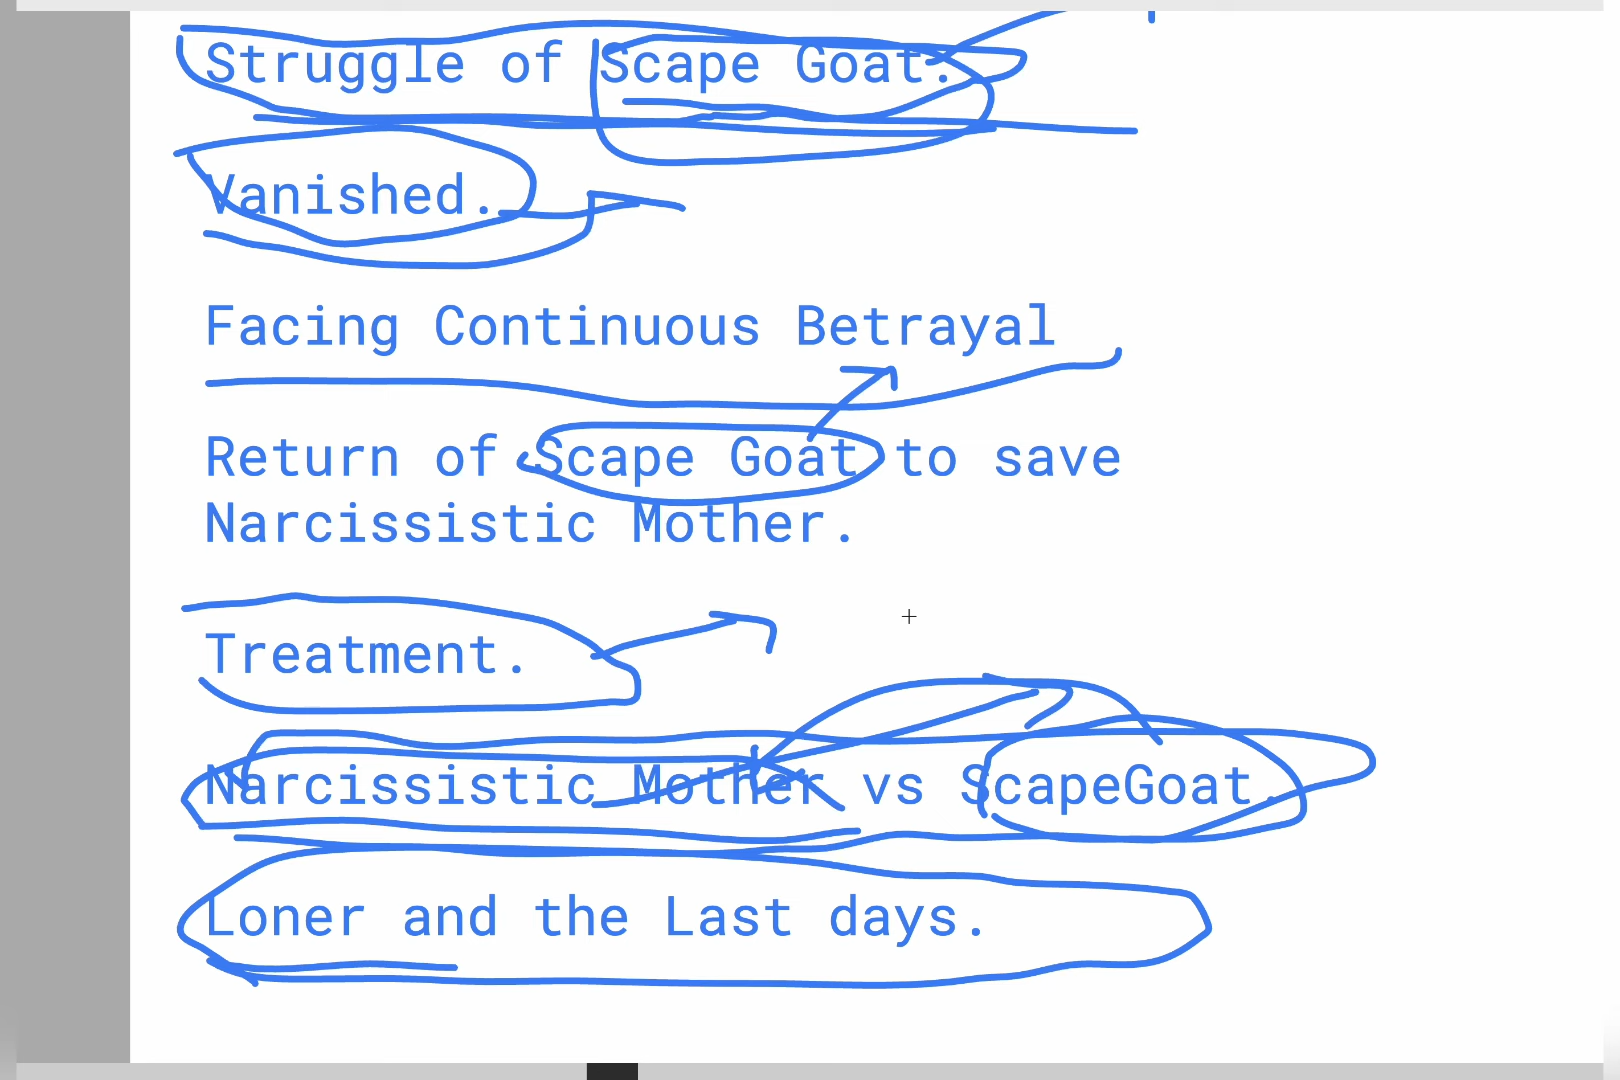 Struggle of Scape Goat.
Vanished.
Facing Continuous Betrayal
Return of Scape Goat to save
Narcissistic Mother.
Treatment.
Narcissistic Mother vs ScapeGoat.
Loner and the Last days.